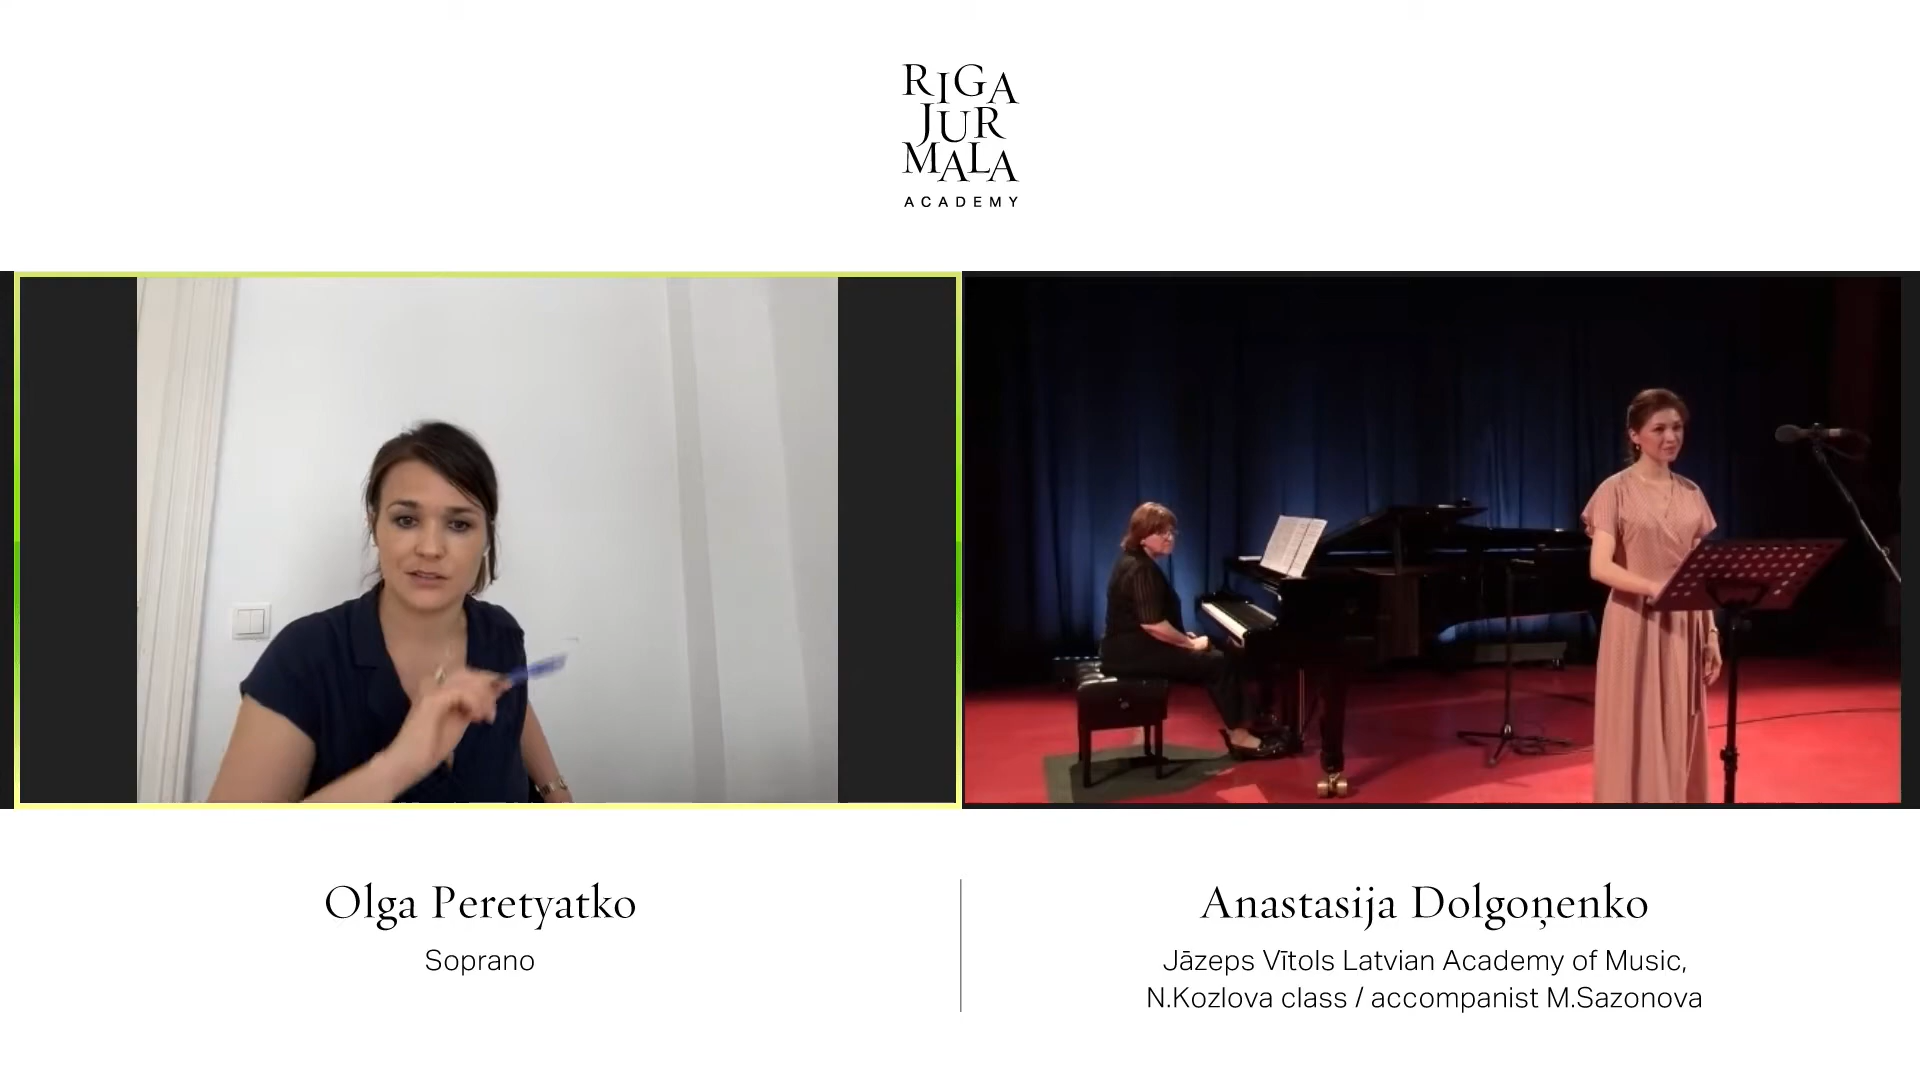 RIGA
JUR
MALA
ACADEMY
Olga Peretyatko
Soprano
Anastasija Dolgoņenko
Jāzeps Vītols Latvian Academy of Music,
N.Kozlova class / accompanist M.Sazonova